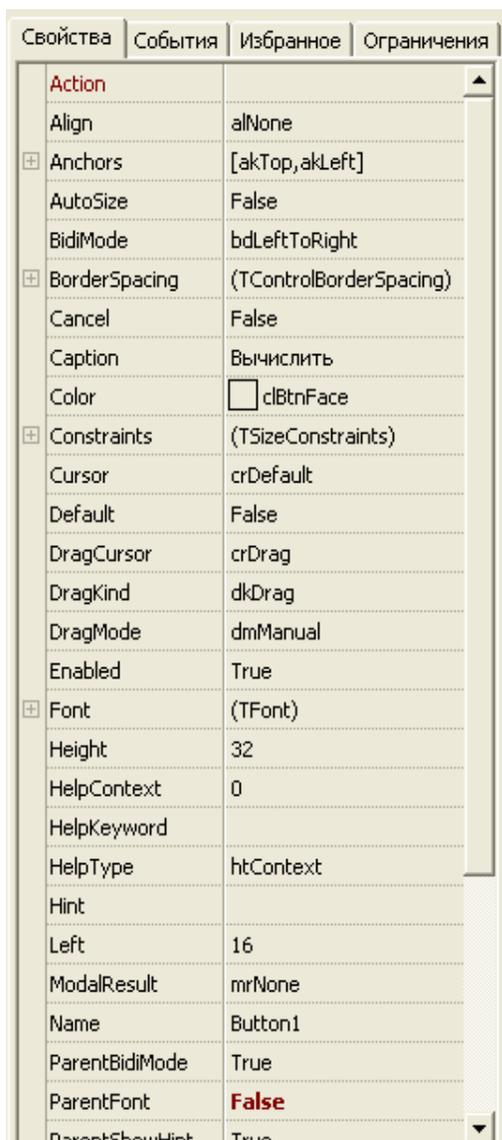 Свойства События Избранное Ограничения
Action
Align alNone
Anchors [akTop,akLeft]
AutoSize False
BidiMode bdLeftToRight
BorderSpacing (TControlBorderSpacing)
Cancel False
Caption Вычислить
Color clBtnFace
Constraints (TSizeConstraints)
Cursor crDefault
Default False
DragCursor crDrag
DragKind dkDrag
DragMode dmManual
Enabled True
Font (TFont)
Height 32
HelpContext 0
HelpKeyword
HelpType htContext
Hint
Left 16
ModalResult mrNone
Name Button1
ParentBidiMode True
ParentFont False
ParentShowHint True